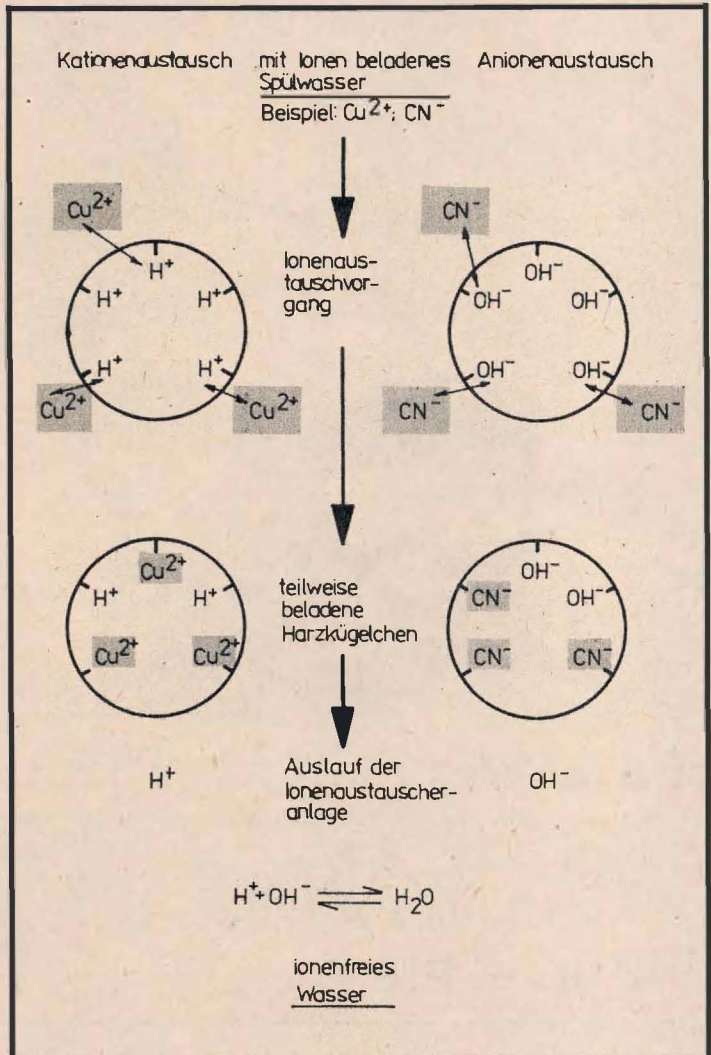 Kationenaustausch mit Ionen beladenes Anionenaustausch
Spülwasser
Beispiel: Cu2+; CN-
Cu2+ CN-
H+ OH-
H+ H+ OH- OH-
Ionenaus-
tauschvor-
gang
H+ H+ OH- OH-
Cu2+ Cu2+ CN- CN-
Cu2+ OH-
H+ H+ CN- OH-
Cu2+ Cu2+ CN- CN-
teilweise
beladene
Harzkügelchen
H+ OH-
Auslauf der
Ionenaustauscher-
anlage
H+ + OH- ⇌ H2O
ionenfreies
Wasser